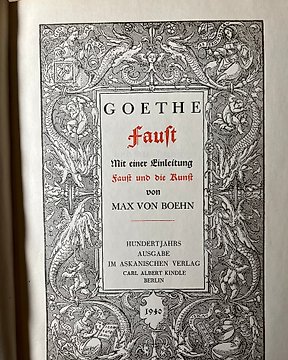 GOETHE
Faust
Mit einer Einleitung
Faust und die Kunst
von
MAX VON BOEHN
HUNDERTJAHRS
AUSGABE
IM ASKANISCHEN VERLAG
CARL ALBERT KINDLE
BERLIN
1940